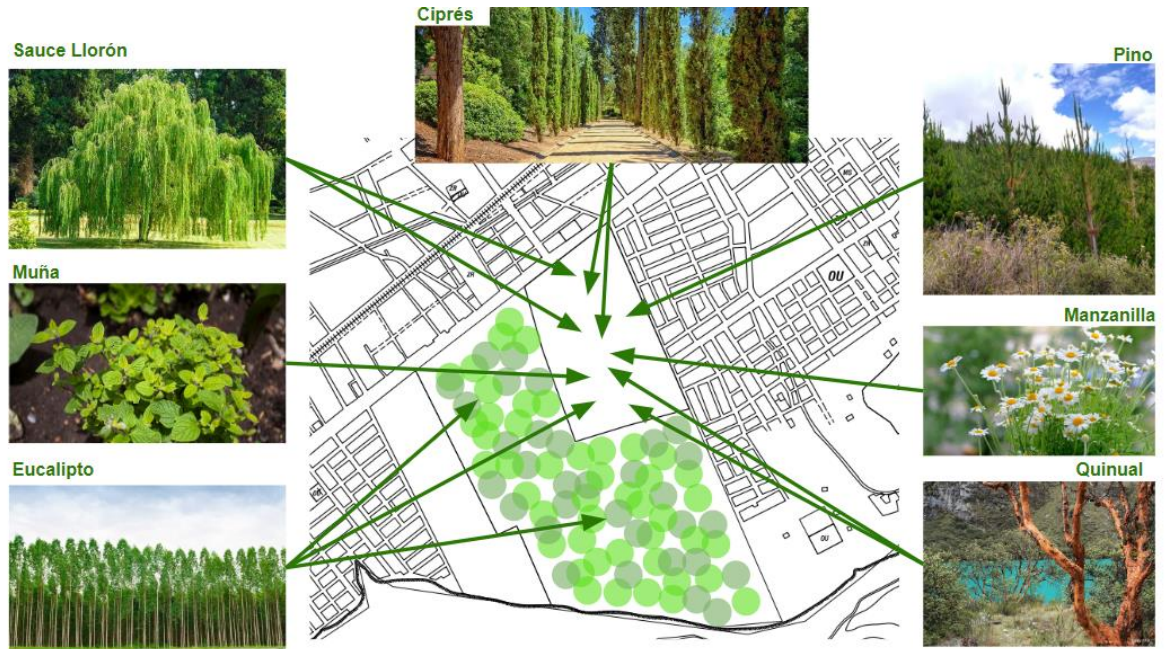 Ciprés
Sauce Llorón
Pino
Muña
Manzanilla
Eucalipto
Quinual
OU
OU